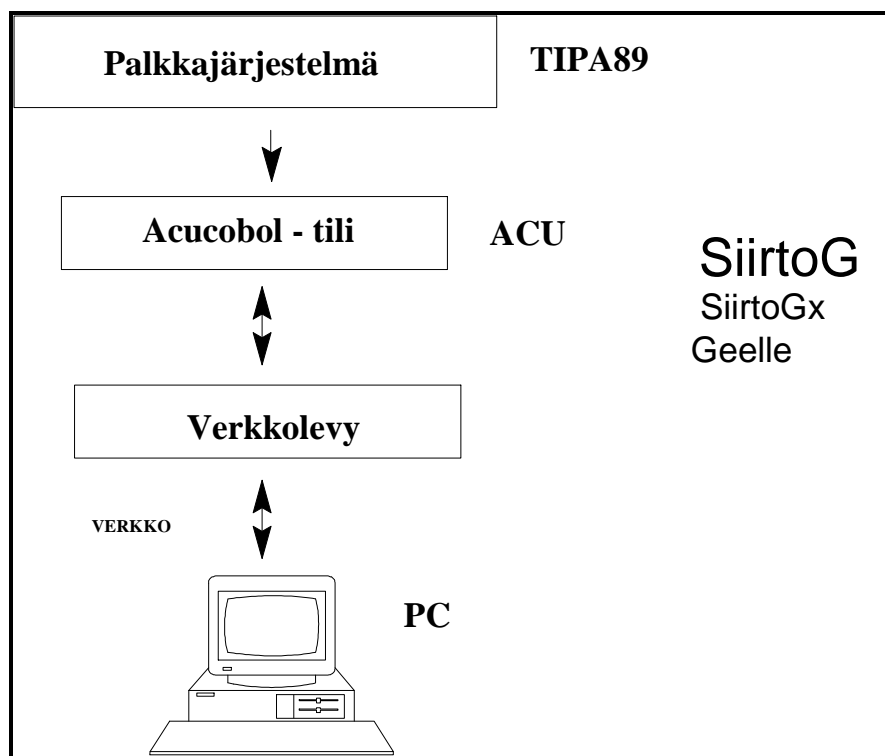 Palkkajärjestelmä
TIPA89
Acucobol - tili
ACU
SiirtoG
SiirtoGx
Geelle
Verkkolevy
VERKKO
PC